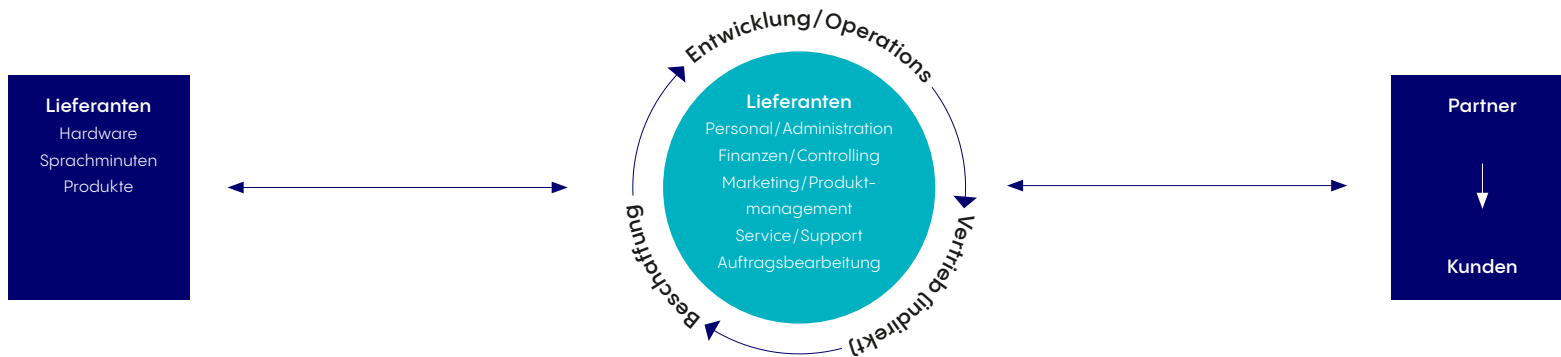 Lieferanten
Hardware
Sprachminuten
Produkte
Entwicklung/Operations
Vertrieb (indirekt)
Beschaffung
Lieferanten
Personal/Administration
Finanzen/Controlling
Marketing/Produkt-
management
Service/Support
Auftragsbearbeitung
Partner
Kunden